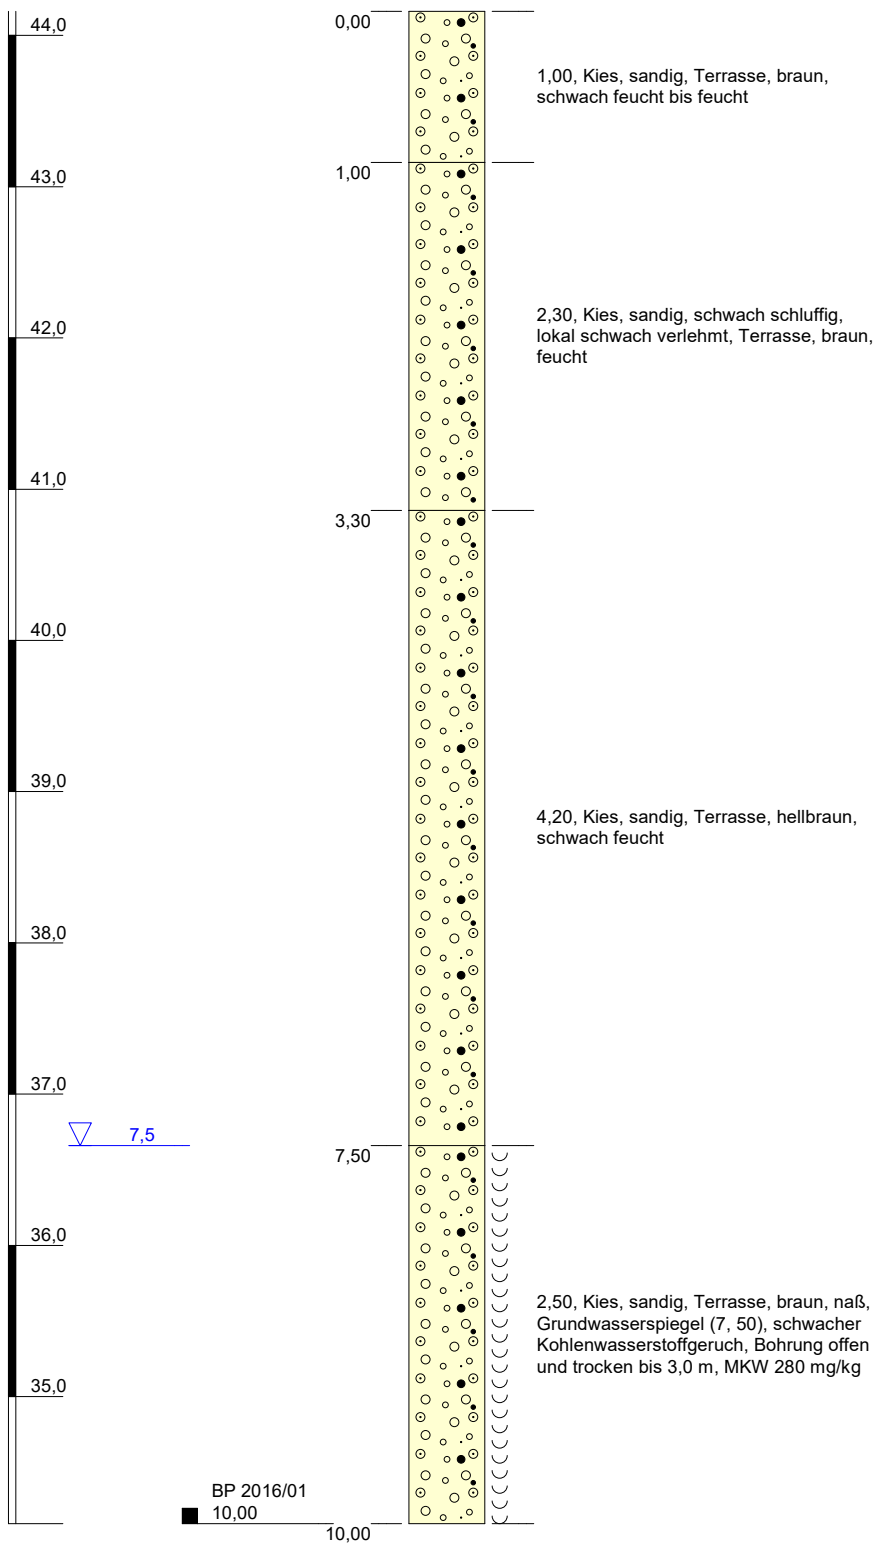 44,0
0,00
1,00, Kies, sandig, Terrasse, braun,
schwach feucht bis feucht
43,0
1,00
2,30, Kies, sandig, schwach schluffig,
lokal schwach verlehmt, Terrasse, braun,
feucht
42,0
41,0
3,30
40,0
39,0
4,20, Kies, sandig, Terrasse, hellbraun,
schwach feucht
38,0
37,0
7,5
7,50
36,0
2,50, Kies, sandig, Terrasse, braun, naß,
Grundwasserspiegel (7, 50), schwacher
Kohlenwasserstoffgeruch, Bohrung offen
und trocken bis 3,0 m, MKW 280 mg/kg
35,0
BP 2016/01
10,00
10,00